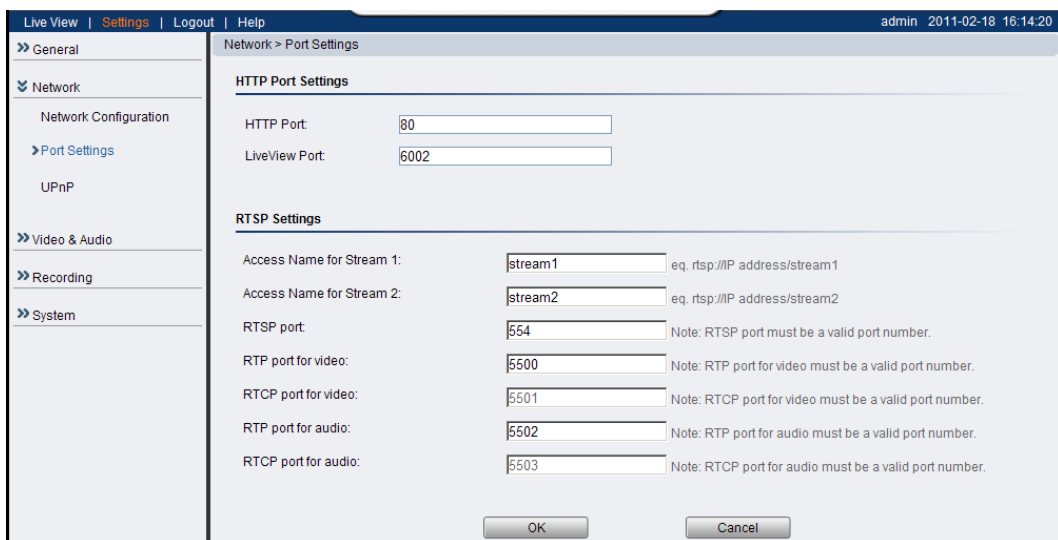 Live View | Settings | Logout | Help admin 2011-02-18 16:14:20
General
Network
Network Configuration
Port Settings
UPnP
Video & Audio
Recording
System
Network > Port Settings
HTTP Port Settings
HTTP Port: 80
LiveView Port: 6002
RTSP Settings
Access Name for Stream 1: stream1 eq. rtsp://IP address/stream1
Access Name for Stream 2: stream2 eq. rtsp://IP address/stream2
RTSP port: 554 Note: RTSP port must be a valid port number.
RTP port for video: 5500 Note: RTP port for video must be a valid port number.
RTCP port for video: 5501 Note: RTCP port for video must be a valid port number.
RTP port for audio: 5502 Note: RTP port for audio must be a valid port number.
RTCP port for audio: 5503 Note: RTCP port for audio must be a valid port number.
OK Cancel